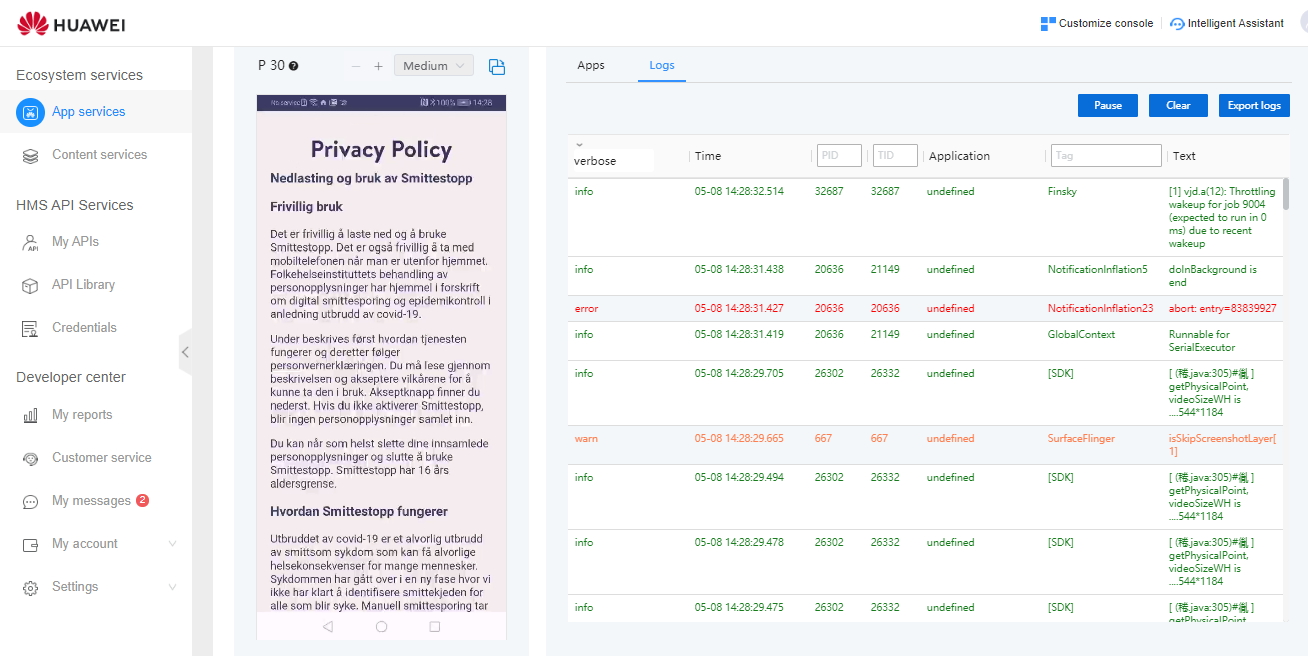 HUAWEI
Customize console
Intelligent Assistant
Ecosystem services
App services
Content services
HMS API Services
My APIs
API Library
Credentials
Developer center
My reports
Customer service
My messages 2
My account
Settings
P 30
Medium
No service 100% 14:28
Privacy Policy
Nedlasting og bruk av Smittestopp
Frivillig bruk
Det er frivillig å laste ned og å bruke
Smittestopp. Det er også frivillig å ta med
mobiltelefonen når man er utenfor hjemmet.
Folkehelseinstituttets behandling av
personopplysninger har hjemmel i forskrift
om digital smittesporing og epidemikontroll i
anledning utbrudd av covid-19.
Under beskrives først hvordan tjenesten
fungerer og deretter følger
personvernerklæringen. Du må lese gjennom
beskrivelsen og akseptere vilkårene for å
kunne ta den i bruk. Akseptknapp finner du
nederst. Hvis du ikke aktiverer Smittestopp,
blir ingen personopplysninger samlet inn.
Du kan når som helst slette dine innsamlede
personopplysninger og slutte å bruke
Smittestopp. Smittestopp har 16 års
aldersgrense.
Hvordan Smittestopp fungerer
Utbruddet av covid-19 er et alvorlig utbrudd
av smittsom sykdom som kan få alvorlige
helsekonsekvenser for mange mennesker.
Sykdommen har gått over i en ny fase hvor vi
ikke har klart å identifisere smittekjeden for
alle som blir syke. Manuell smittesporing tar
Apps Logs
Pause Clear Export logs
verbose Time PID TID Application Tag Text
info 05-08 14:28:32.514 32687 32687 undefined Finsky [1] vjd.a(12): Throttling
wakeup for job 9004
(expected to run in 0
ms) due to recent
wakeup
info 05-08 14:28:31.438 20636 21149 undefined NotificationInflation5 doInBackground is
end
error 05-08 14:28:31.427 20636 20636 undefined NotificationInflation23 abort: entry=83839927
info 05-08 14:28:31.419 20636 21149 undefined GlobalContext Runnable for
SerialExecutor
info 05-08 14:28:29.705 26302 26332 undefined [SDK] [ (.java:305)# ]
getPhysicalPoint,
videoSizeWH is
....544*1184
warn 05-08 14:28:29.665 667 667 undefined SurfaceFlinger isSkipScreenshotLayer[
1]
info 05-08 14:28:29.494 26302 26332 undefined [SDK] [ (.java:305)# ]
getPhysicalPoint,
videoSizeWH is
....544*1184
info 05-08 14:28:29.478 26302 26332 undefined [SDK] [ (.java:305)# ]
getPhysicalPoint,
videoSizeWH is
....544*1184
info 05-08 14:28:29.475 26302 26332 undefined [SDK] [ (.java:305)# ]
getPhysicalPoint,